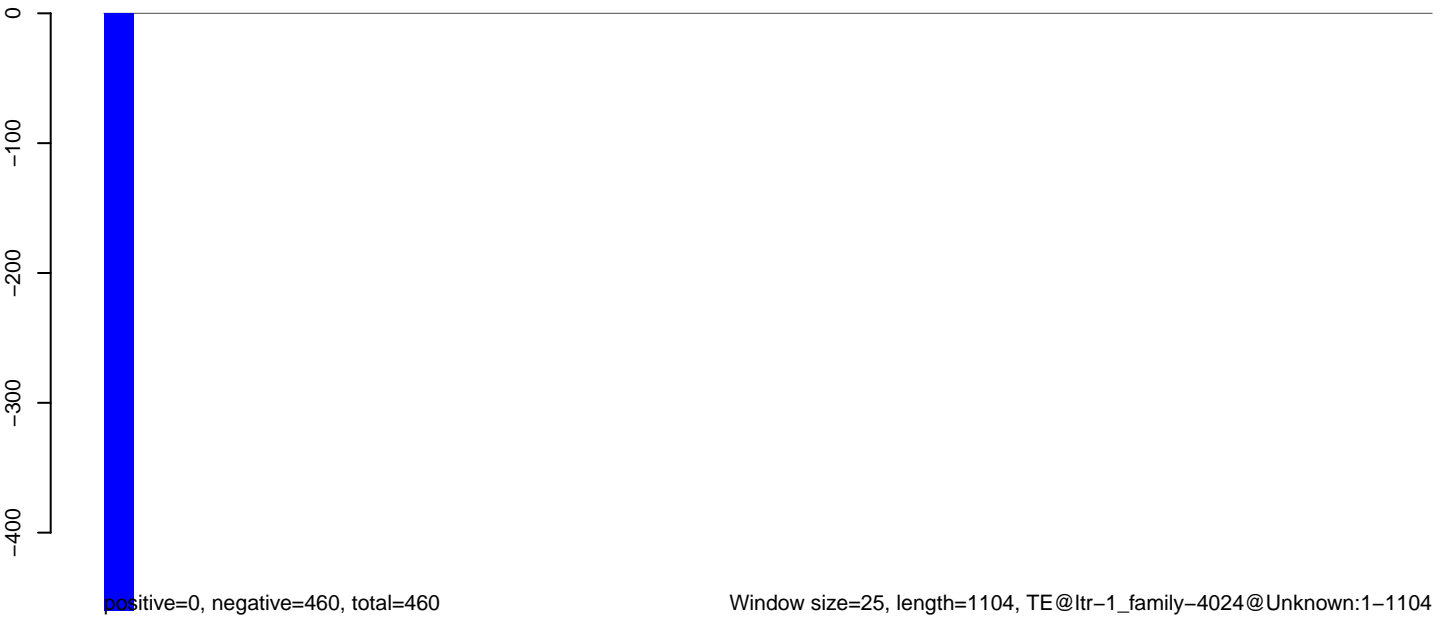 0
−100
−200
−300
−400
positive=0, negative=460, total=460
Window size=25, length=1104, TE@ltr−1_family−4024@Unknown:1−1104